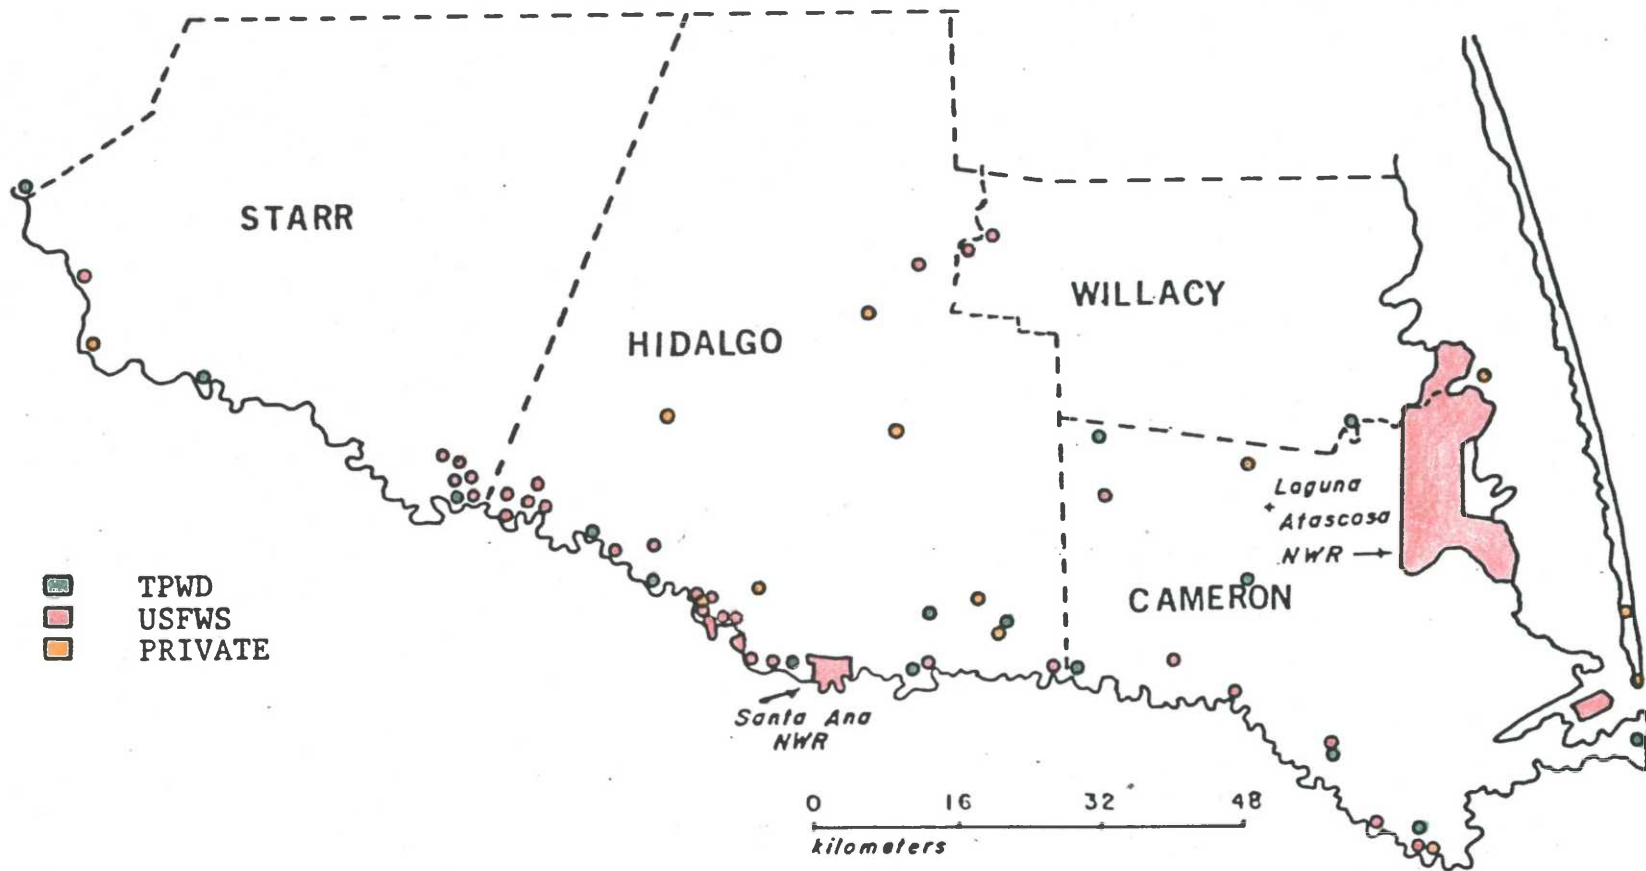 STARR
HIDALGO
WILLACY
Laguna
Atascosa
NWR
CAMERON
TPWD
USFWS
PRIVATE
Santa Ana
NWR
0 16 32 48
kilometers